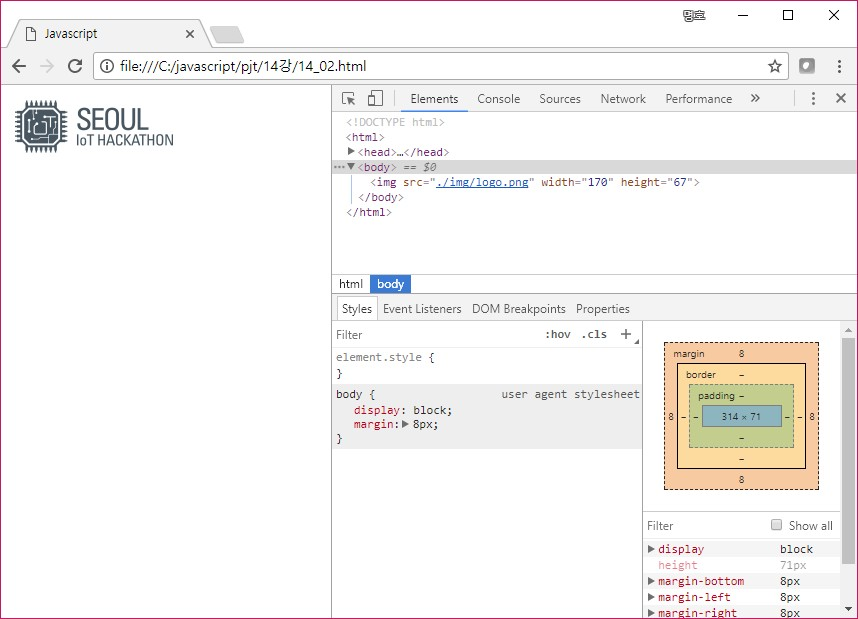 명호
Javascript
file:///C:/javascript/pjt/14강/14_02.html
SEOUL
IoT HACKATHON
Elements Console Sources Network Performance »
<!DOCTYPE html>
<html>
<head>…</head>
<body> == $0
<img src="./img/logo.png" width="170" height="67">
</body>
</html>
html body
Styles Event Listeners DOM Breakpoints Properties
Filter :hov .cls +
element.style {
}
body { user agent stylesheet
display: block;
margin: 8px;
}
margin 8
border –
padding –
8 – – 314 × 71 – – 8
–
–
8
Filter Show all
display block
height 71px
margin-bottom 8px
margin-left 8px
margin-right 8px